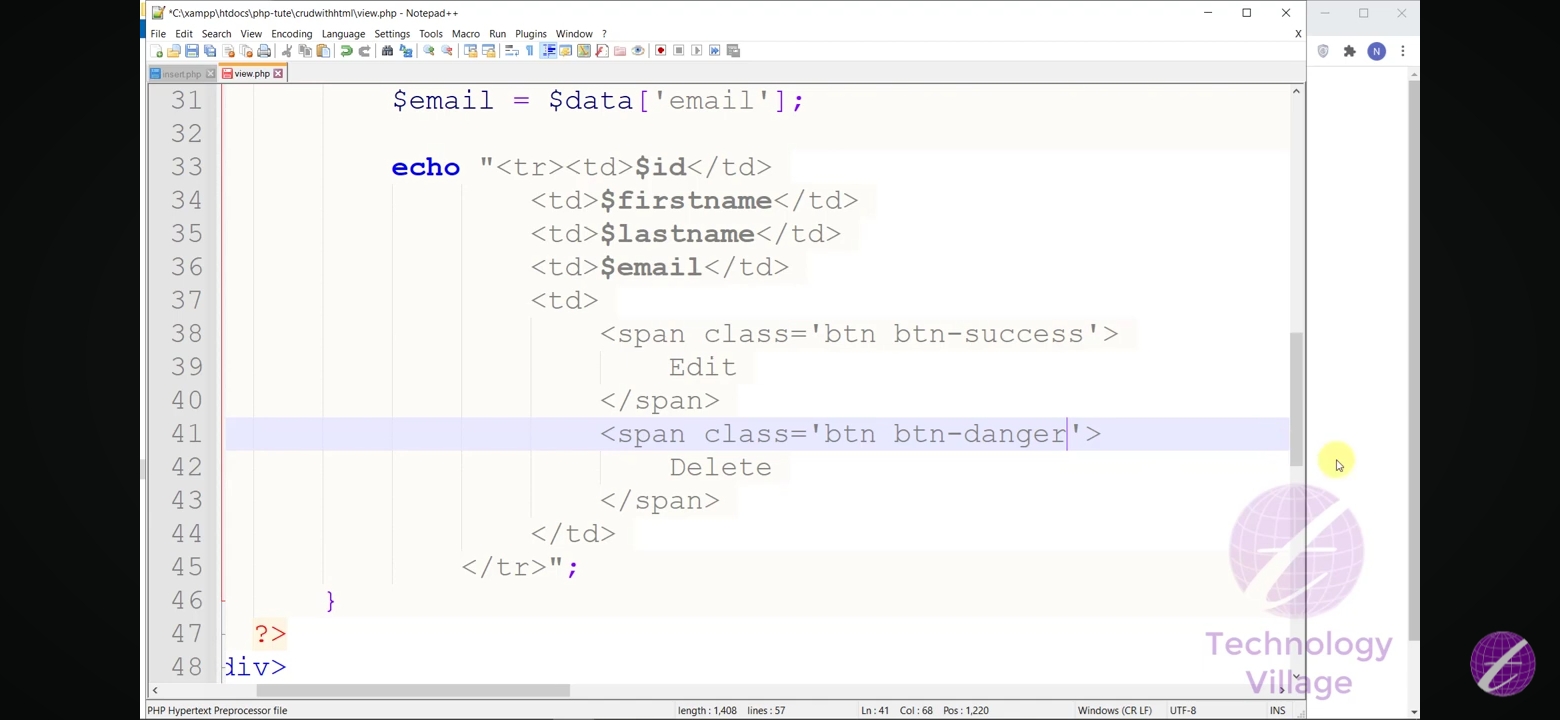 *C:\xampp\htdocs\php-tute\crudwithhtml\view.php - Notepad++
File Edit Search View Encoding Language Settings Tools Macro Run Plugins Window ? X
insert.php view.php
N
31 $email = $data['email'];
32
33 echo "<tr><td>$id</td>
34 <td>$firstname</td>
35 <td>$lastname</td>
36 <td>$email</td>
37 <td>
38 <span class='btn btn-success'>
39 Edit
40 </span>
41 <span class='btn btn-danger'>
42 Delete
43 </span>
44 </td>
45 </tr>";
46 }
47 ?>
48 div>
Technology
Village
PHP Hypertext Preprocessor file length : 1,408 lines : 57 Ln : 41 Col : 68 Pos : 1,220 Windows (CR LF) UTF-8 INS